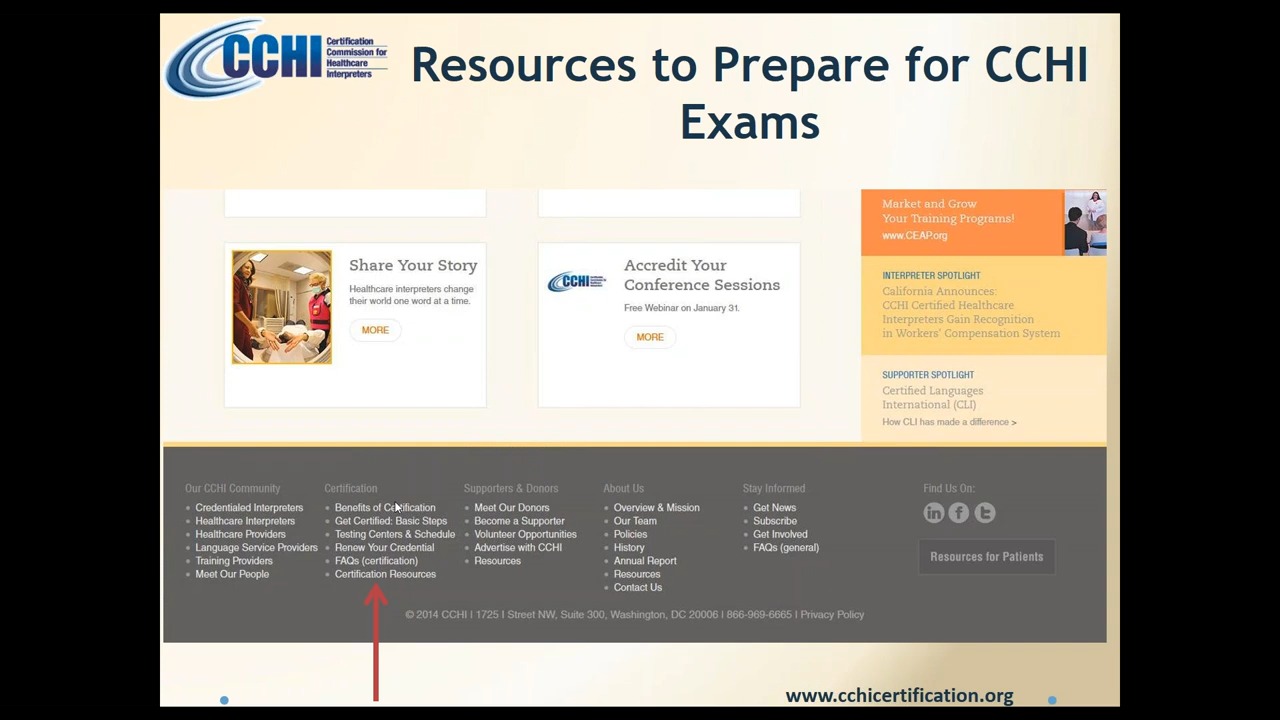 CCHI
Certification
Commission for
Healthcare
Interpreters
Resources to Prepare for CCHI
Exams
Share Your Story
Healthcare interpreters change
their world one word at a time.
MORE
Accredit Your
Conference Sessions
Free Webinar on January 31.
MORE
Market and Grow
Your Training Programs!
www.CEAP.org
INTERPRETER SPOTLIGHT
California Announces:
CCHI Certified Healthcare
Interpreters Gain Recognition
in Workers' Compensation System
SUPPORTER SPOTLIGHT
Certified Languages
International (CLI)
How CLI has made a difference >
Our CCHI Community
Credentialed Interpreters
Healthcare Interpreters
Healthcare Providers
Language Service Providers
Training Providers
Meet Our People
Certification
Benefits of Certification
Get Certified: Basic Steps
Testing Centers & Schedule
Renew Your Credential
FAQs (certification)
Certification Resources
Supporters & Donors
Meet Our Donors
Become a Supporter
Volunteer Opportunities
Advertise with CCHI
Resources
About Us
Overview & Mission
Our Team
Policies
History
Annual Report
Resources
Contact Us
Stay Informed
Get News
Subscribe
Get Involved
FAQs (general)
Find Us On:
in f
Resources for Patients
© 2014 CCHI | 1725 I Street NW, Suite 300, Washington, DC 20006 | 866-969-6665 | Privacy Policy
www.cchicertification.org